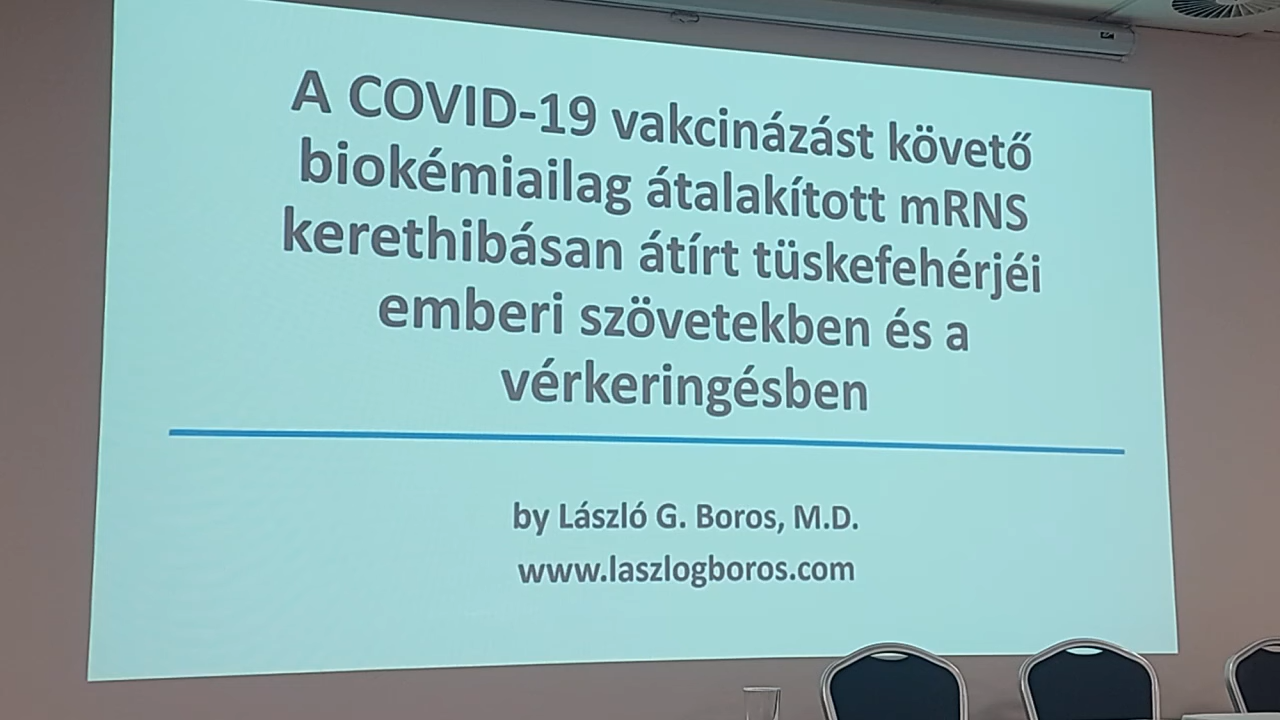 A COVID-19 vakcinázást követő
biokémiailag átalakított mRNS
kerethibásan átírt tüskefehérjéi
emberi szövetekben és a
vérkeringésben
by László G. Boros, M.D.
www.laszlogboros.com